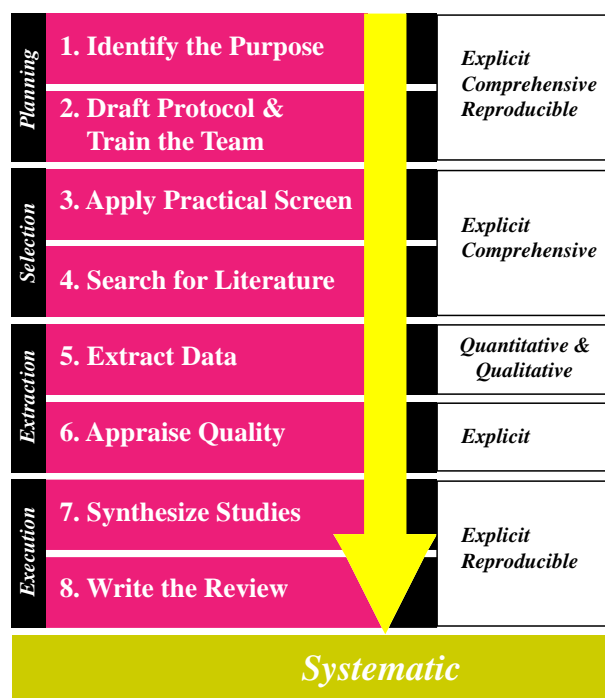 Planning
1. Identify the Purpose
2. Draft Protocol &
Train the Team
Explicit
Comprehensive
Reproducible
Selection
3. Apply Practical Screen
4. Search for Literature
Explicit
Comprehensive
Extraction
5. Extract Data
Quantitative &
Qualitative
6. Appraise Quality
Explicit
Execution
7. Synthesize Studies
8. Write the Review
Explicit
Reproducible
Systematic